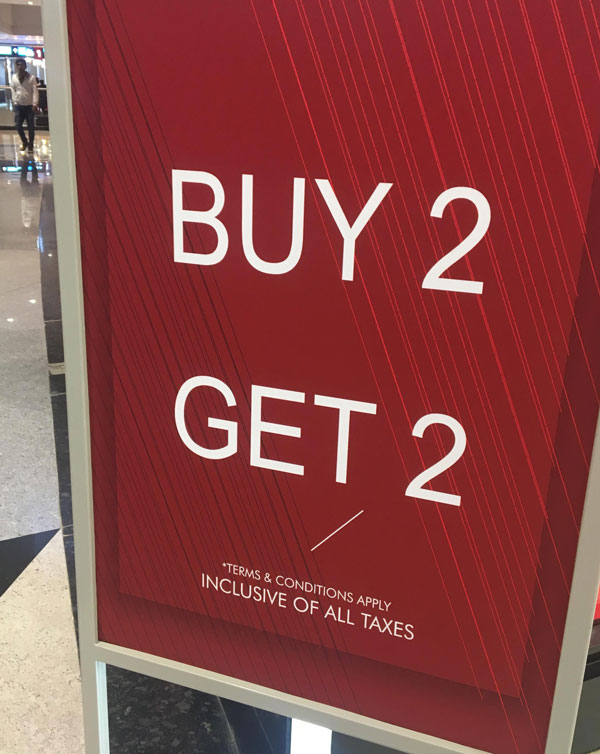 BUY 2
GET 2
*TERMS & CONDITIONS APPLY
INCLUSIVE OF ALL TAXES